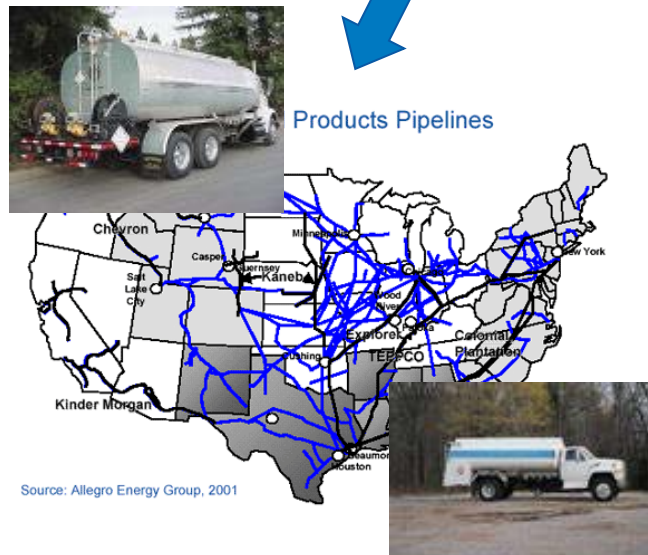 Products Pipelines
Chevron
Minneapolis
Casper
Guernsey
Kaneb
New York
Salt
Lake
City
Wood
River
Patoka
Explorer
Colonial
Plantation
Cushing
TEPPCO
Kinder Morgan
Beaumont
Houston
Source: Allegro Energy Group, 2001